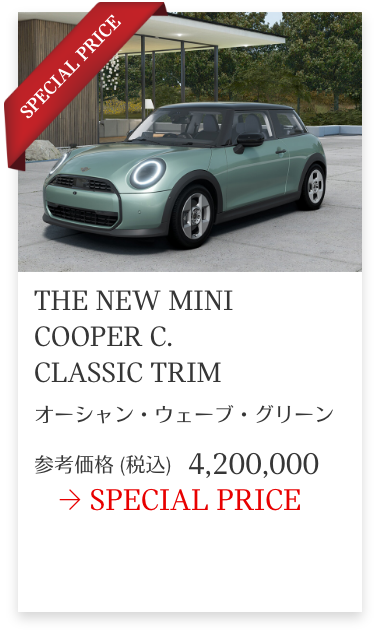 SPECIAL PRICE
THE NEW MINI
COOPER C.
CLASSIC TRIM
オーシャン・ウェーブ・グリーン
参考価格 (税込) 4,200,000
→ SPECIAL PRICE